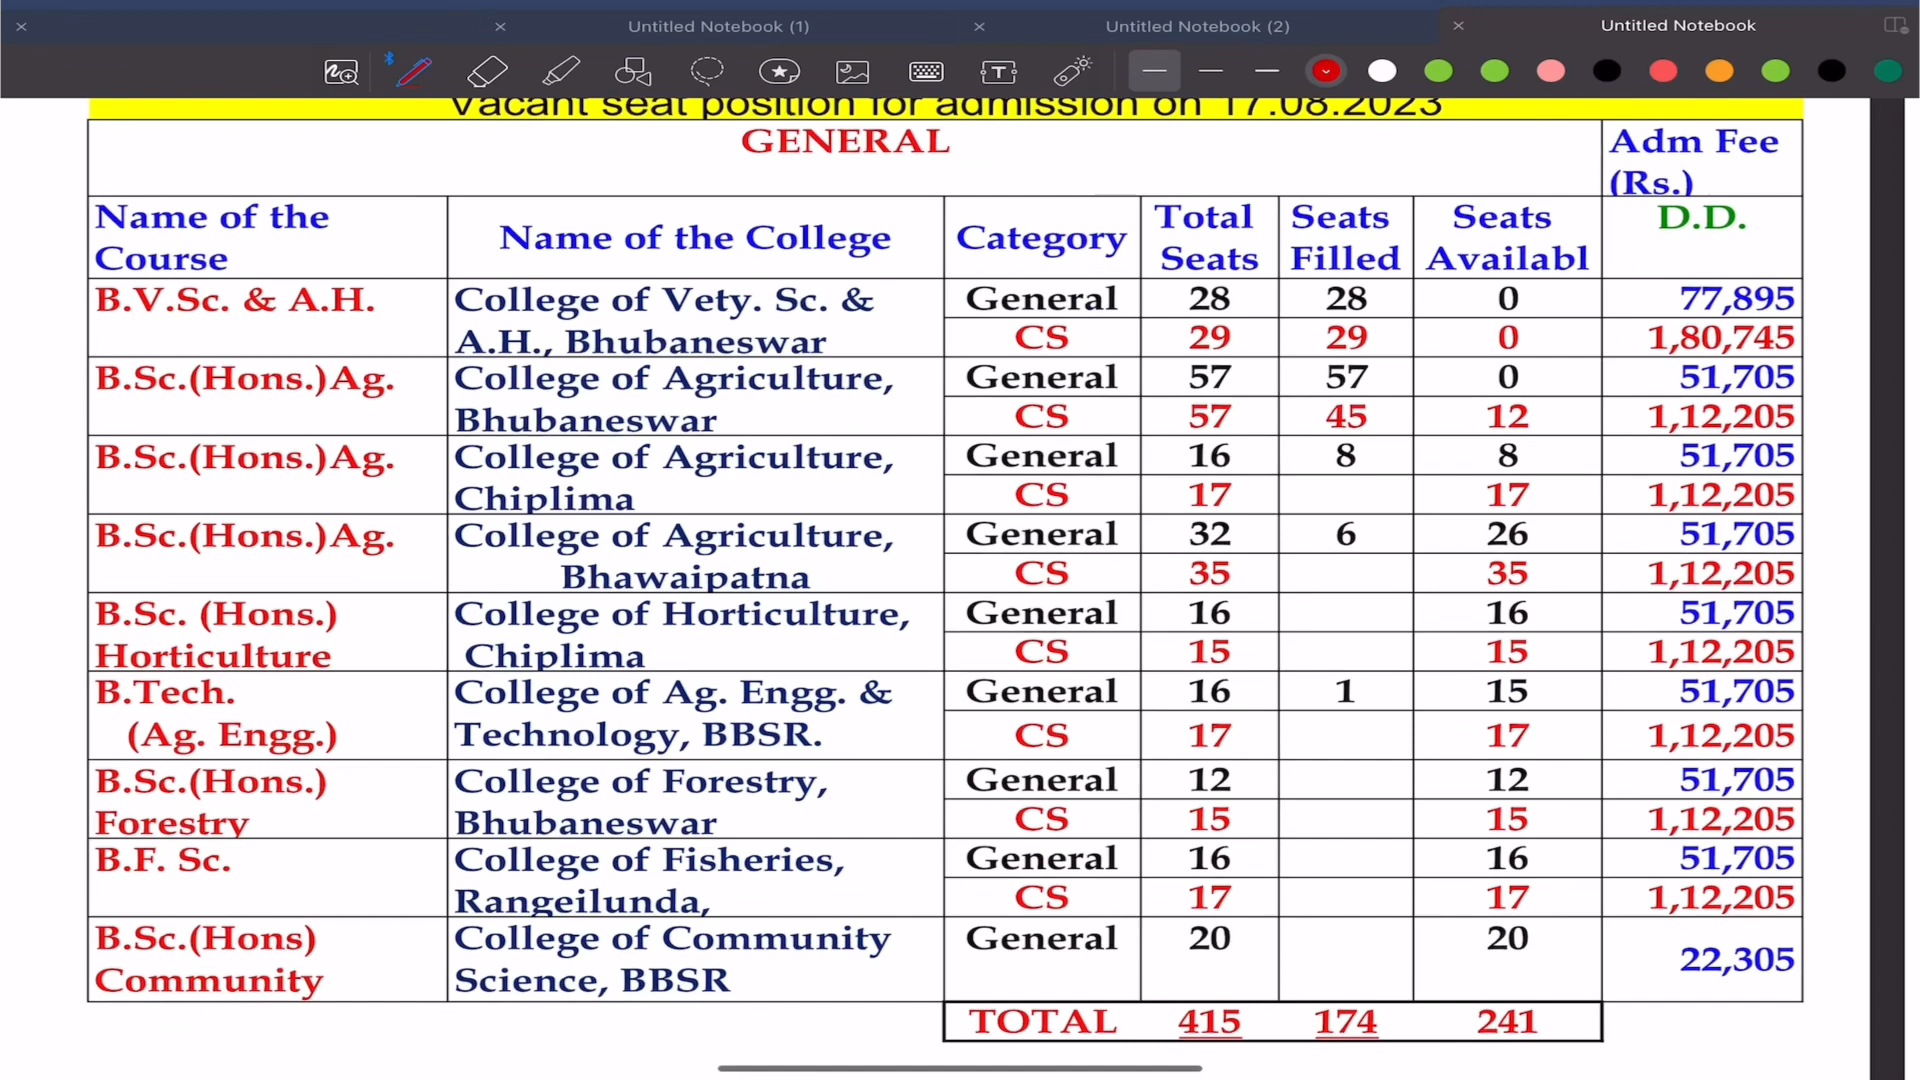 Untitled Notebook (1)
Untitled Notebook (2)
Untitled Notebook
Vacant seat position for admission on 17.08.2023
GENERAL
Adm Fee
(Rs.)
Name of the
Course
Name of the College
Category
Total
Seats
Seats
Filled
Seats
Availabl
D.D.
B.V.Sc. & A.H.
College of Vety. Sc. &
A.H., Bhubaneswar
General 28 28 0 77,895
CS 29 29 0 1,80,745
B.Sc.(Hons.)Ag.
College of Agriculture,
Bhubaneswar
General 57 57 0 51,705
CS 57 45 12 1,12,205
B.Sc.(Hons.)Ag.
College of Agriculture,
Chiplima
General 16 8 8 51,705
CS 17 17 1,12,205
B.Sc.(Hons.)Ag.
College of Agriculture,
Bhawaipatna
General 32 6 26 51,705
CS 35 35 1,12,205
B.Sc. (Hons.)
Horticulture
College of Horticulture,
Chiplima
General 16 16 51,705
CS 15 15 1,12,205
B.Tech.
(Ag. Engg.)
College of Ag. Engg. &
Technology, BBSR.
General 16 1 15 51,705
CS 17 17 1,12,205
B.Sc.(Hons.)
Forestry
College of Forestry,
Bhubaneswar
General 12 12 51,705
CS 15 15 1,12,205
B.F. Sc.
College of Fisheries,
Rangeilunda,
General 16 16 51,705
CS 17 17 1,12,205
B.Sc.(Hons)
Community
College of Community
Science, BBSR
General 20 20 22,305
TOTAL 415 174 241